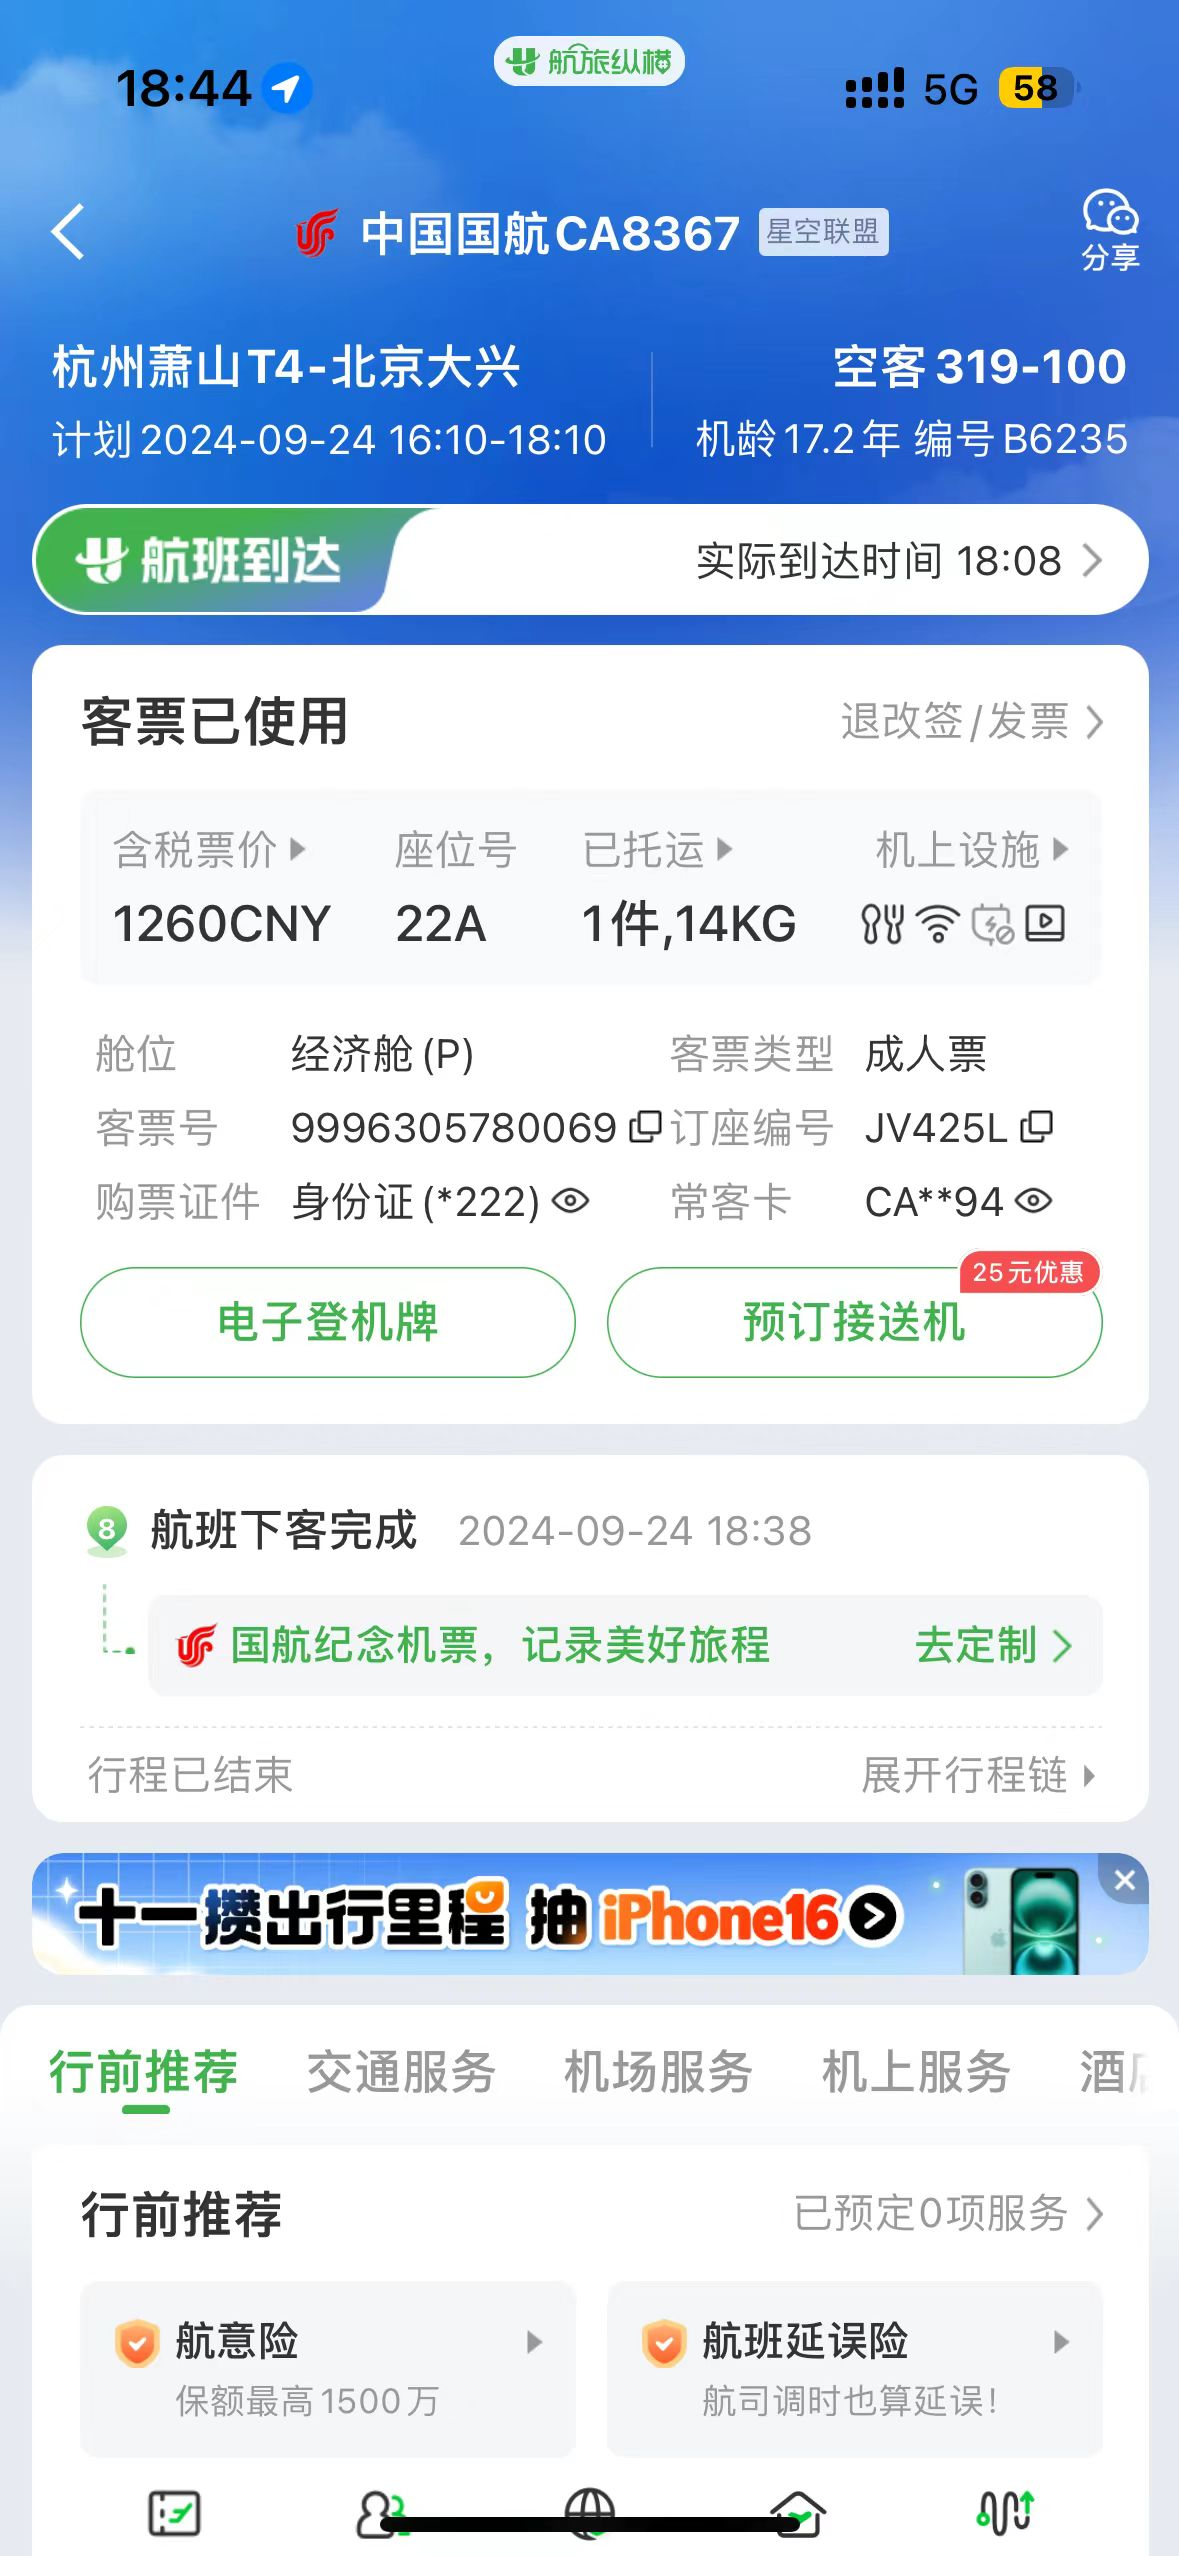 18:44
航旅纵横
5G
58
中国国航CA8367 星空联盟
分享
杭州萧山T4-北京大兴
空客319-100
计划2024-09-24 16:10-18:10
机龄17.2年 编号B6235
航班到达
实际到达时间 18:08
客票已使用
退改签/发票
含税票价 座位号 已托运 机上设施
1260CNY 22A 1件,14KG
舱位 经济舱(P) 客票类型 成人票
客票号 9996305780069 订座编号 JV425L
购票证件 身份证(*222) 常客卡 CA**94
25元优惠
电子登机牌 预订接送机
8 航班下客完成 2024-09-24 18:38
国航纪念机票，记录美好旅程 去定制
行程已结束 展开行程链
十一攒出行里程 抽iPhone16
行前推荐 交通服务 机场服务 机上服务 酒
行前推荐 已预定0项服务
航意险 航班延误险
保额最高1500万 航司调时也算延误！